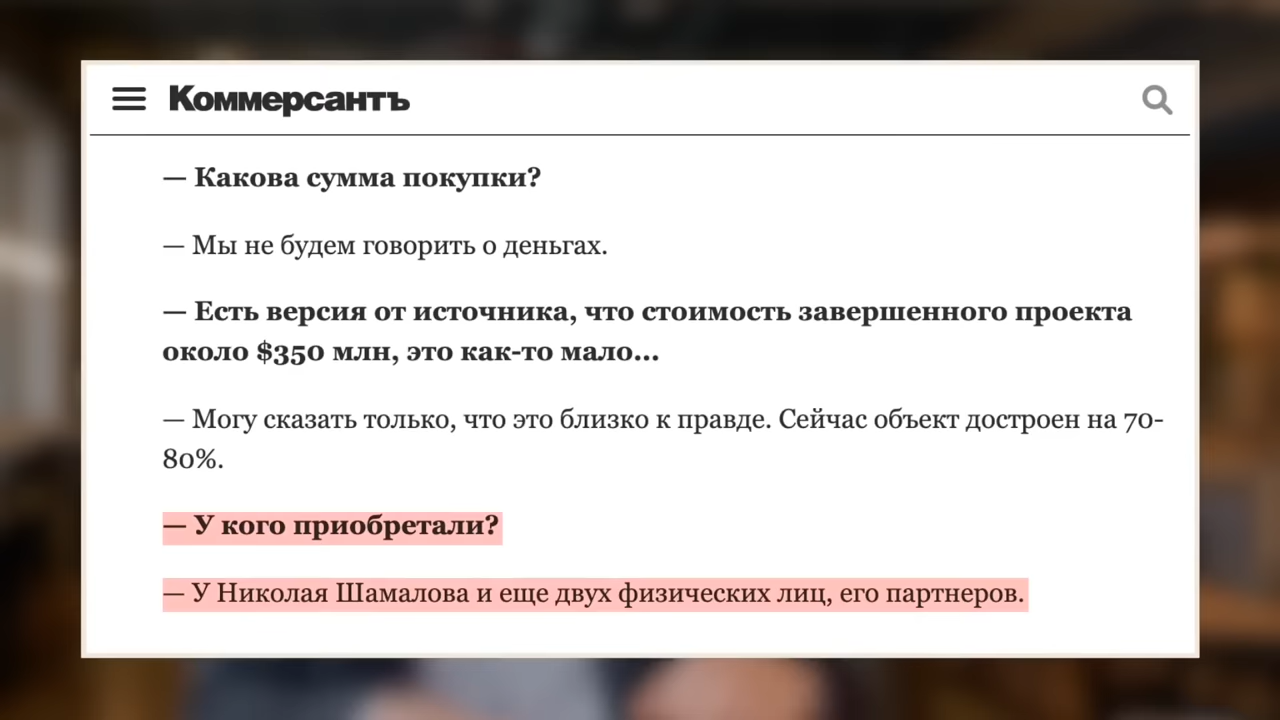 Коммерсантъ
— Какова сумма покупки?
— Мы не будем говорить о деньгах.
— Есть версия от источника, что стоимость завершенного проекта
около $350 млн, это как-то мало...
— Могу сказать только, что это близко к правде. Сейчас объект достроен на 70-
80%.
— У кого приобретали?
— У Николая Шамалова и еще двух физических лиц, его партнеров.